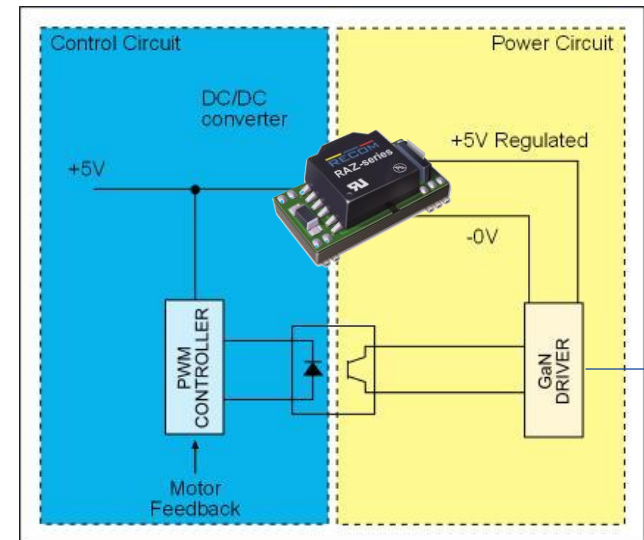 Control Circuit
Power Circuit
DC/DC
converter
RECOM
RAZ-series
+5V Regulated
+5V
-0V
PWM
CONTROLLER
GaN
DRIVER
Motor
Feedback